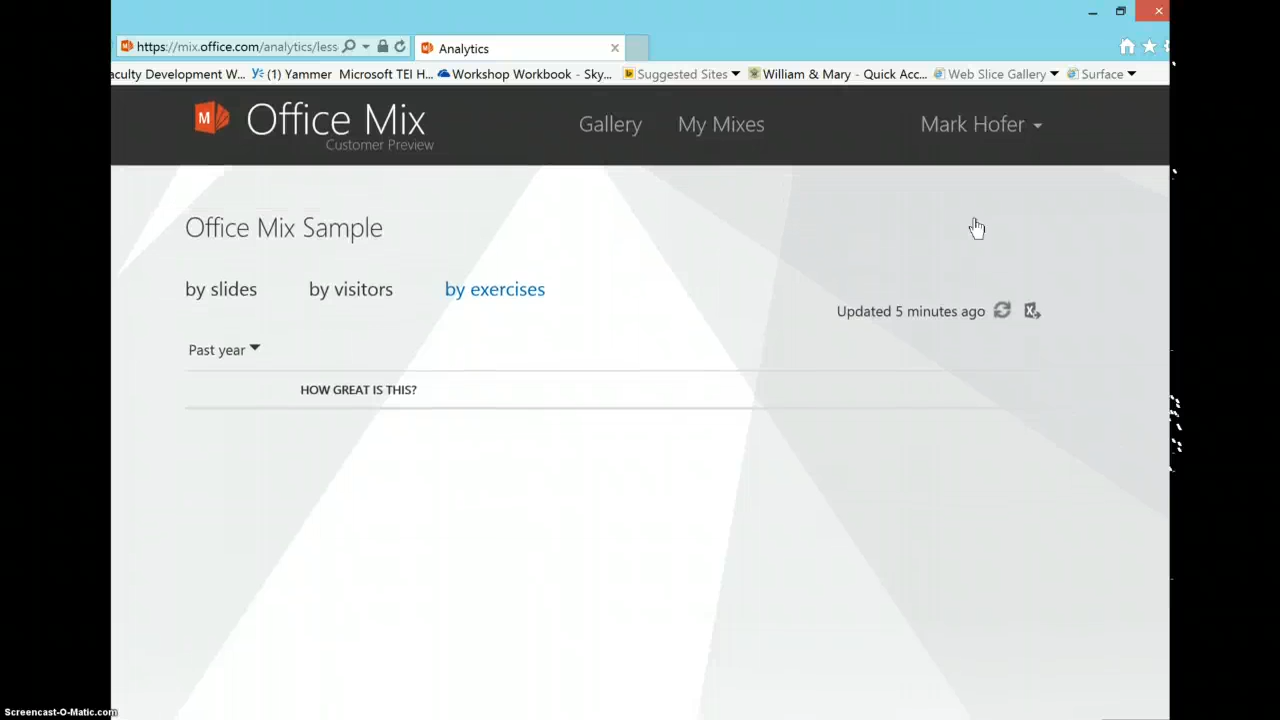 https://mix.office.com/analytics/less
Analytics
aculty Development W... (1) Yammer Microsoft TEI H... Workshop Workbook - Sky... Suggested Sites William & Mary - Quick Acc... Web Slice Gallery Surface
M Office Mix Gallery My Mixes Mark Hofer
Customer Preview
Office Mix Sample
by slides by visitors by exercises
Updated 5 minutes ago
Past year
HOW GREAT IS THIS?
Screencast-O-Matic.com